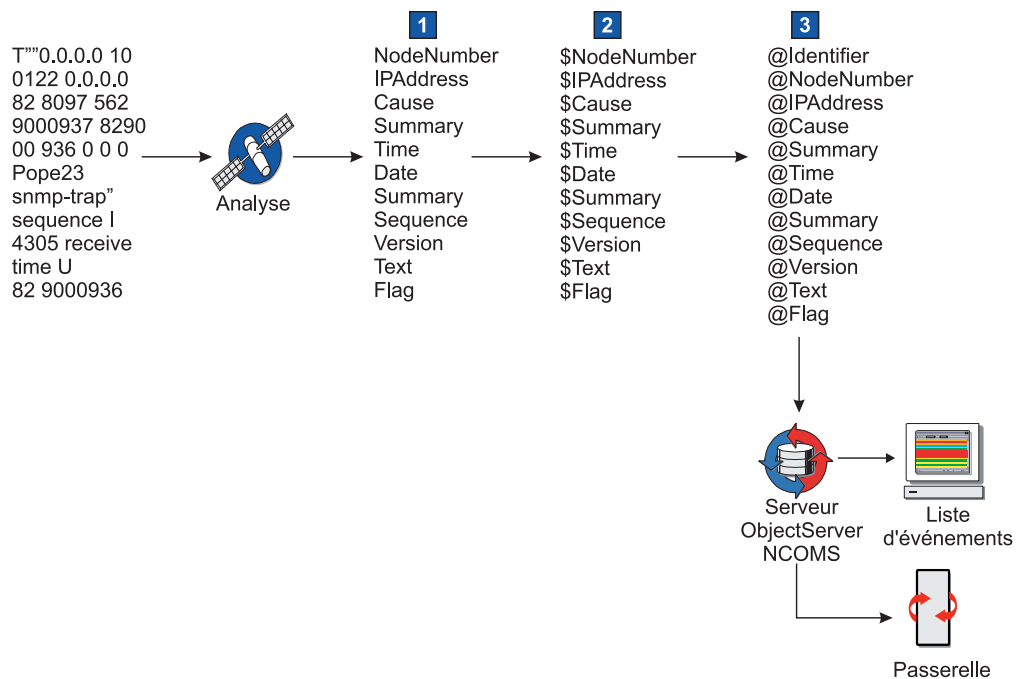 T""0.0.0.0 10
0122 0.0.0.0
82 8097 562
9000937 8290
00 936 0 0 0
Pope23
snmp-trap”
sequence I
4305 receive
time U
82 9000936
Analyse
1
NodeNumber
IPAddress
Cause
Summary
Time
Date
Summary
Sequence
Version
Text
Flag
2
$NodeNumber
$IPAddress
$Cause
$Summary
$Time
$Date
$Summary
$Sequence
$Version
$Text
$Flag
3
@Identifier
@NodeNumber
@IPAddress
@Cause
@Summary
@Time
@Date
@Summary
@Sequence
@Version
@Text
@Flag
Serveur
ObjectServer
NCOMS
Liste
d'événements
Passerelle